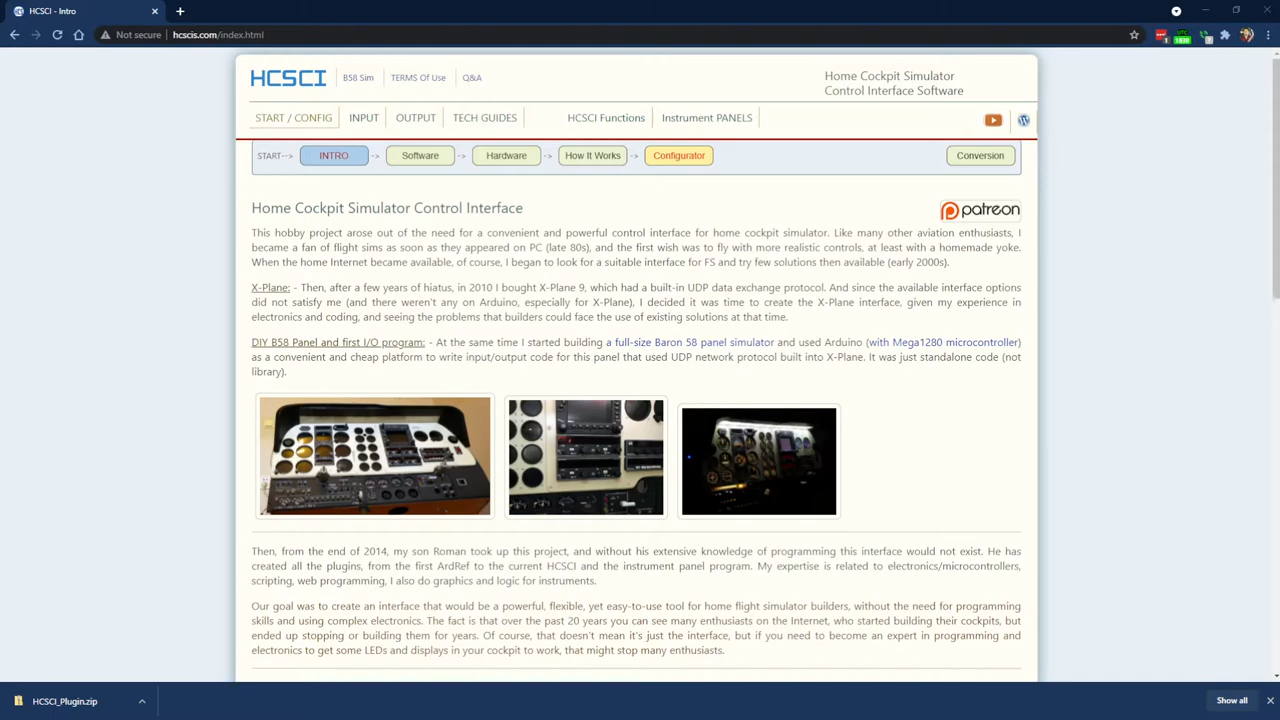 HCSCI - Intro
Not secure hcscis.com/index.html
UTC
1830
HCSCI B58 Sim TERMS Of Use Q&A
Home Cockpit Simulator
Control Interface Software
START / CONFIG INPUT OUTPUT TECH GUIDES HCSCI Functions Instrument PANELS
START--> INTRO -> Software -> Hardware -> How It Works -> Configurator Conversion
Home Cockpit Simulator Control Interface
patreon
This hobby project arose out of the need for a convenient and powerful control interface for home cockpit simulator. Like many other aviation enthusiasts, I
became a fan of flight sims as soon as they appeared on PC (late 80s), and the first wish was to fly with more realistic controls, at least with a homemade yoke.
When the home Internet became available, of course, I began to look for a suitable interface for FS and try few solutions then available (early 2000s).
X-Plane: - Then, after a few years of hiatus, in 2010 I bought X-Plane 9, which had a built-in UDP data exchange protocol. And since the available interface options
did not satisfy me (and there weren't any on Arduino, especially for X-Plane), I decided it was time to create the X-Plane interface, given my experience in
electronics and coding, and seeing the problems that builders could face the use of existing solutions at that time.
DIY B58 Panel and first I/O program: - At the same time I started building a full-size Baron 58 panel simulator and used Arduino (with Mega1280 microcontroller)
as a convenient and cheap platform to write input/output code for this panel that used UDP network protocol built into X-Plane. It was just standalone code (not
library).
Then, from the end of 2014, my son Roman took up this project, and without his extensive knowledge of programming this interface would not exist. He has
created all the plugins, from the first ArdRef to the current HCSCI and the instrument panel program. My expertise is related to electronics/microcontrollers,
scripting, web programming, I also do graphics and logic for instruments.
Our goal was to create an interface that would be a powerful, flexible, yet easy-to-use tool for home flight simulator builders, without the need for programming
skills and using complex electronics. The fact is that over the past 20 years you can see many enthusiasts on the Internet, who started building their cockpits, but
ended up stopping or building them for years. Of course, that doesn't mean it's just the interface, but if you need to become an expert in programming and
electronics to get some LEDs and displays in your cockpit to work, that might stop many enthusiasts.
HCSCI_Plugin.zip
Show all